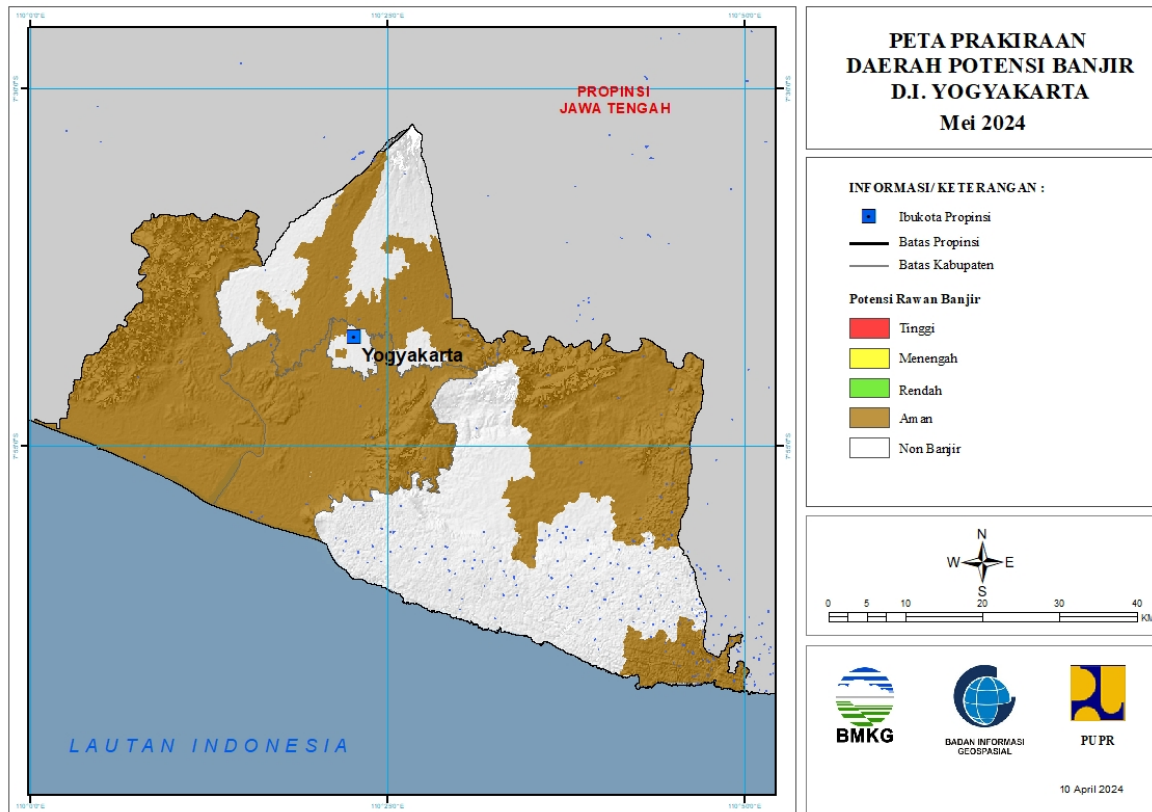 PETA PRAKIRAAN
DAERAH POTENSI BANJIR
D.I. YOGYAKARTA
Mei 2024
PROPINSI
JAWA TENGAH
Yogyakarta
LAUTAN INDONESIA
INFORMASI/ KETERANGAN :
Ibukota Propinsi
Batas Propinsi
Batas Kabupaten
Potensi Rawan Banjir
Tinggi
Menengah
Rendah
Aman
Non Banjir
N
W E
S
0 5 10 20 30 40
KM
BMKG
BADAN INFORMASI
GEOSPASIAL
PUPR
10 April 2024